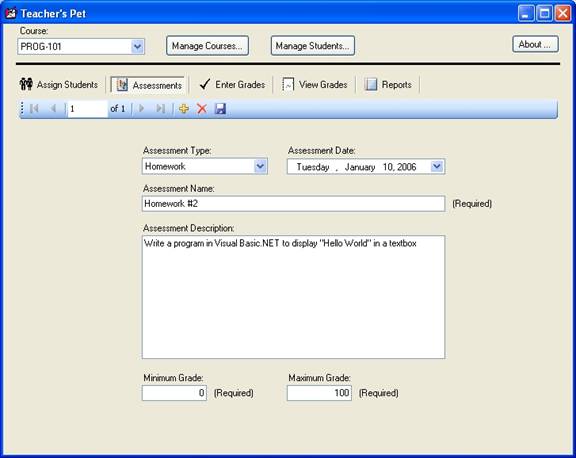 Teacher's Pet
Course:
PROG-101 Manage Courses... Manage Students... About ...
Assign Students Assessments Enter Grades View Grades Reports
1 of 1
Assessment Type: Assessment Date:
Homework Tuesday , January 10, 2006
Assessment Name:
Homework #2 (Required)
Assessment Description:
Write a program in Visual Basic.NET to display "Hello World" in a textbox
Minimum Grade: Maximum Grade:
0 (Required) 100 (Required)